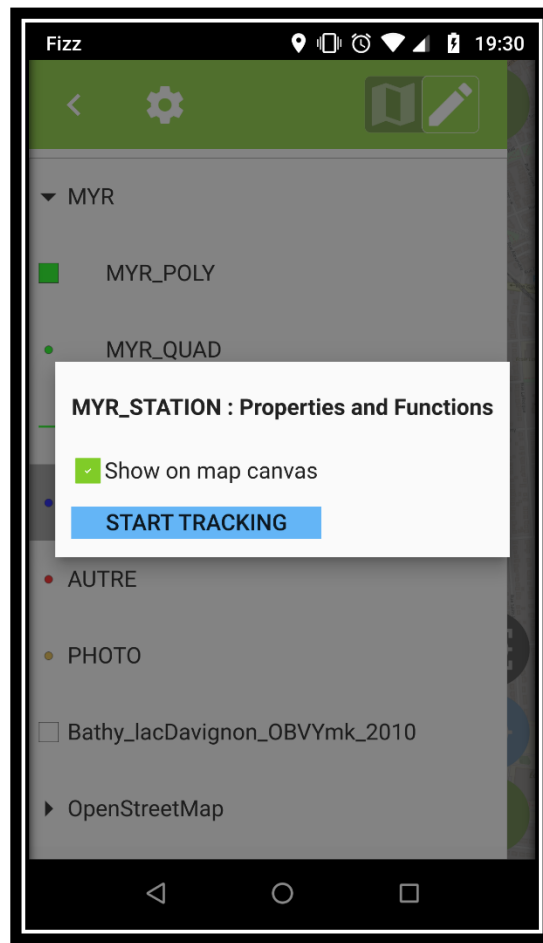 Fizz 19:30
MYR
MYR_POLY
MYR_QUAD
MYR_STATION : Properties and Functions
Show on map canvas
START TRACKING
AUTRE
PHOTO
Bathy_lacDavignon_OBVYmk_2010
OpenStreetMap